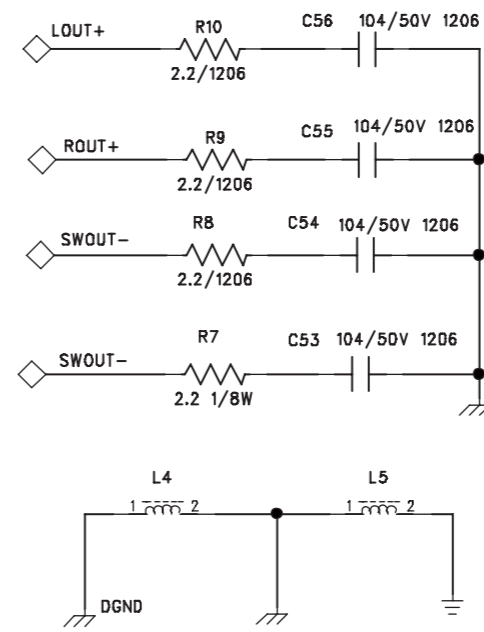 LOUT+ R10 C56 104/50V 1206
2.2/1206
ROUT+ R9 C55 104/50V 1206
2.2/1206
SWOUT- R8 C54 104/50V 1206
2.2/1206
SWOUT- R7 C53 104/50V 1206
2.2 1/8W
L4 L5
1 2 1 2
DGND